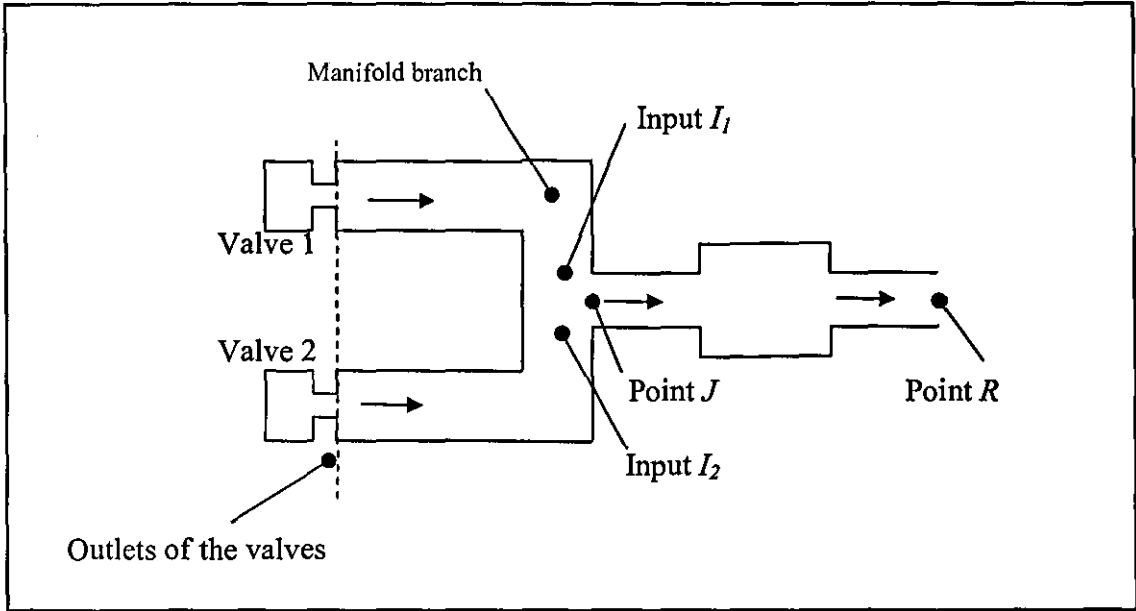 Manifold branch
Input I1
Valve 1
Valve 2
Point J
Point R
Input I2
Outlets of the valves